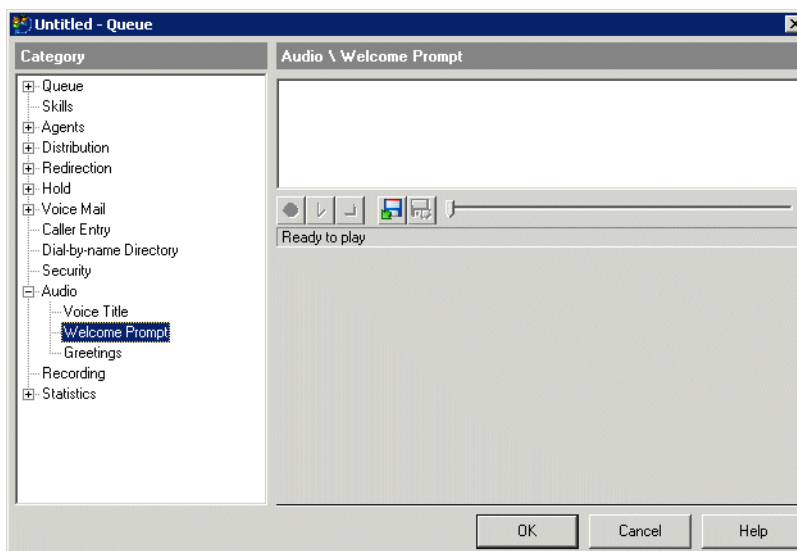 Untitled - Queue
Category
Audio \ Welcome Prompt
Queue
Skills
Agents
Distribution
Redirection
Hold
Voice Mail
Caller Entry
Dial-by-name Directory
Security
Audio
Voice Title
Welcome Prompt
Greetings
Recording
Statistics
Ready to play
OK
Cancel
Help